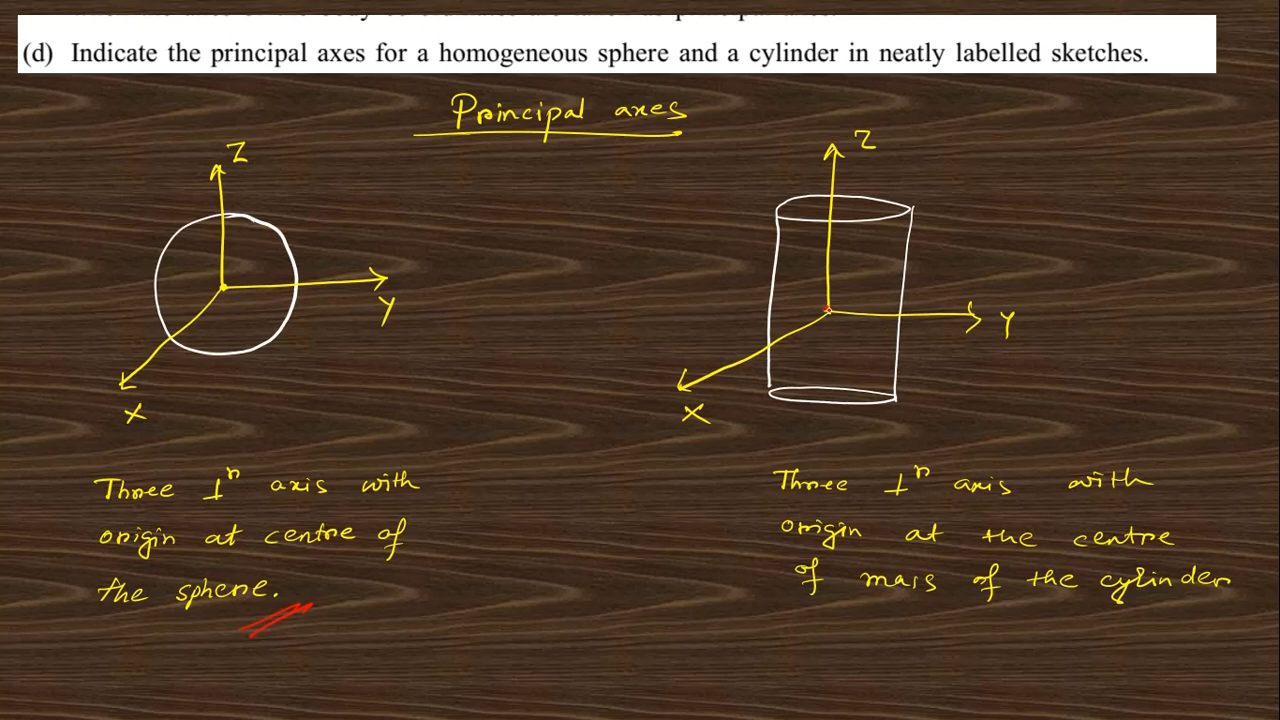 (d) Indicate the principal axes for a homogeneous sphere and a cylinder in neatly labelled sketches.
Principal axes
Z
Y
X
Z
Y
X
Three ⊥r axis with
origin at centre of
the sphere.
Three ⊥r axis with
origin at the centre
of mass of the cylinder